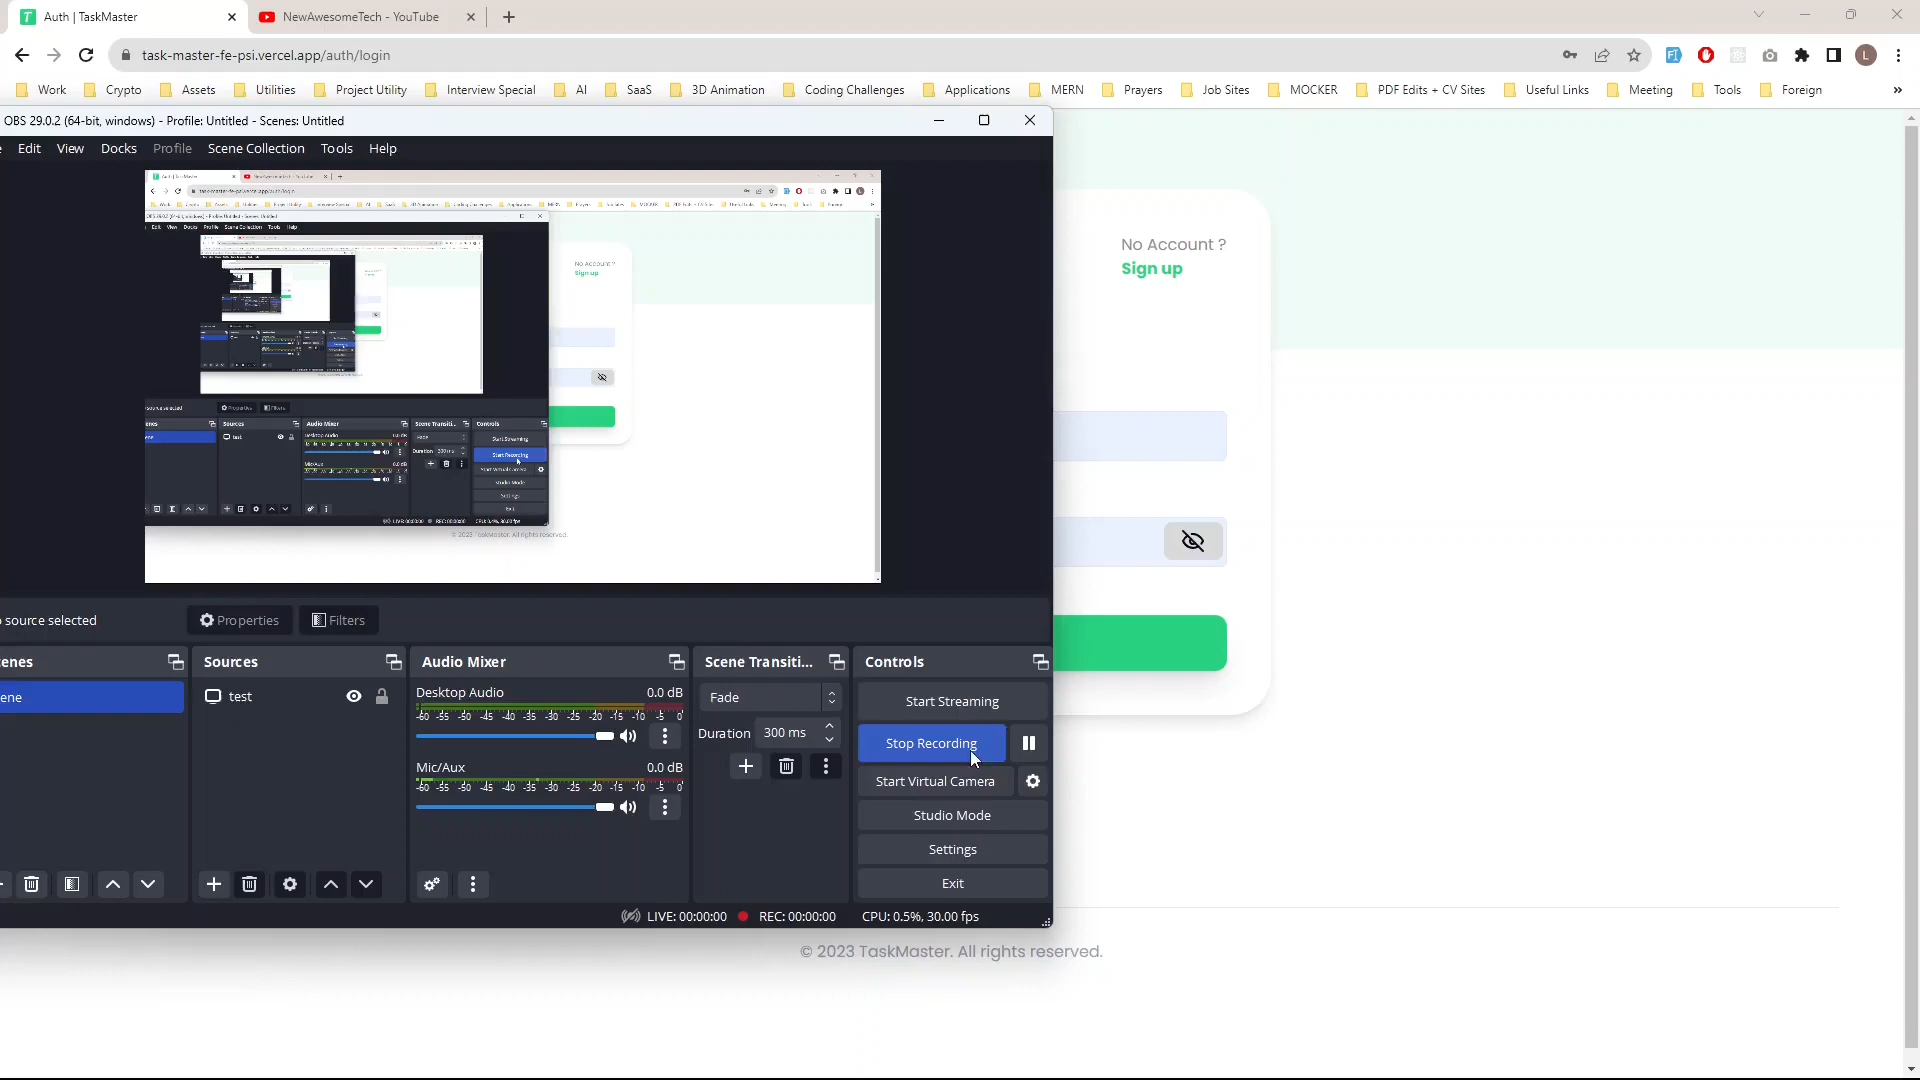 Auth | TaskMaster
NewAwesomeTech - YouTube
task-master-fe-psi.vercel.app/auth/login
L
Work
Crypto
Assets
Utilities
Project Utility
Interview Special
AI
SaaS
3D Animation
Coding Challenges
Applications
MERN
Prayers
Job Sites
MOCKER
PDF Edits + CV Sites
Useful Links
Meeting
Tools
Foreign
»
OBS 29.0.2 (64-bit, windows) - Profile: Untitled - Scenes: Untitled
Edit View Docks Profile Scene Collection Tools Help
No Account ?
Sign up
source selected
Properties
Filters
enes
Sources
Audio Mixer
Scene Transiti...
Controls
ene
test
Desktop Audio 0.0 dB
-60 -55 -50 -45 -40 -35 -30 -25 -20 -15 -10 -5 0
Mic/Aux 0.0 dB
-60 -55 -50 -45 -40 -35 -30 -25 -20 -15 -10 -5 0
Fade
Duration 300 ms
Start Streaming
Stop Recording
Start Virtual Camera
Studio Mode
Settings
Exit
LIVE: 00:00:00
REC: 00:00:00
CPU: 0.5%, 30.00 fps
© 2023 TaskMaster. All rights reserved.